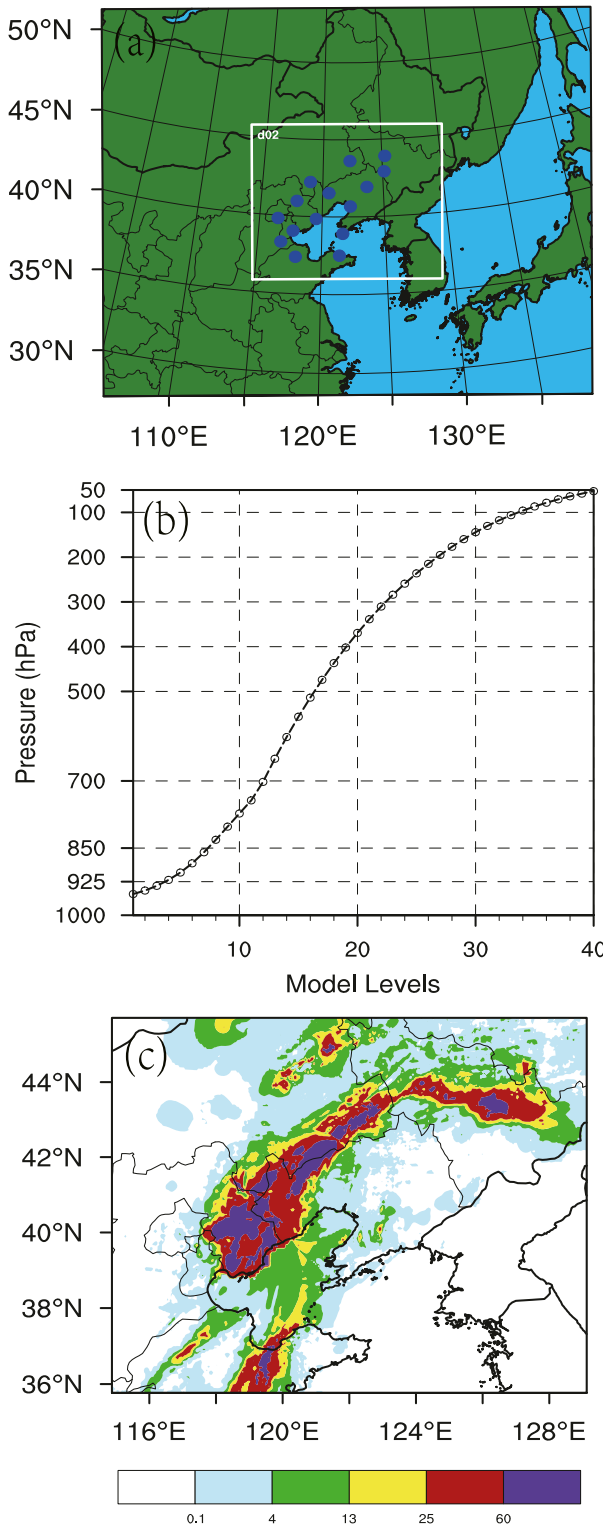 (a)
50°N
45°N
40°N
35°N
30°N
d02
110°E 120°E 130°E
(b)
50
100
200
300
400
500
700
850
925
1000
Pressure (hPa)
10 20 30 40
Model Levels
(c)
44°N
42°N
40°N
38°N
36°N
116°E 120°E 124°E 128°E
0.1 4 13 25 60